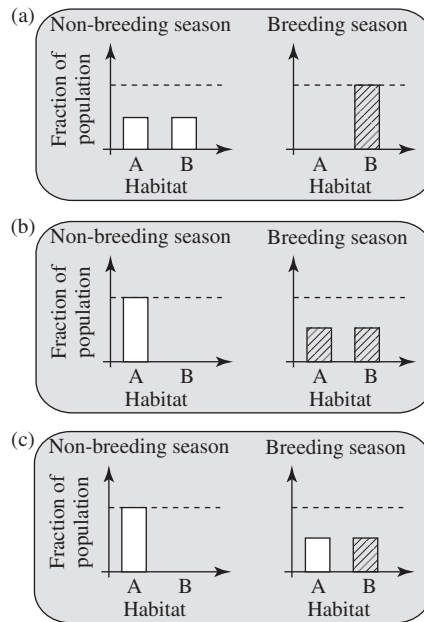 (a)
Non-breeding season
Breeding season
Fraction of
population
A
B
Habitat
A
B
Habitat
(b)
Non-breeding season
Breeding season
Fraction of
population
A
B
Habitat
A
B
Habitat
(c)
Non-breeding season
Breeding season
Fraction of
population
A
B
Habitat
A
B
Habitat